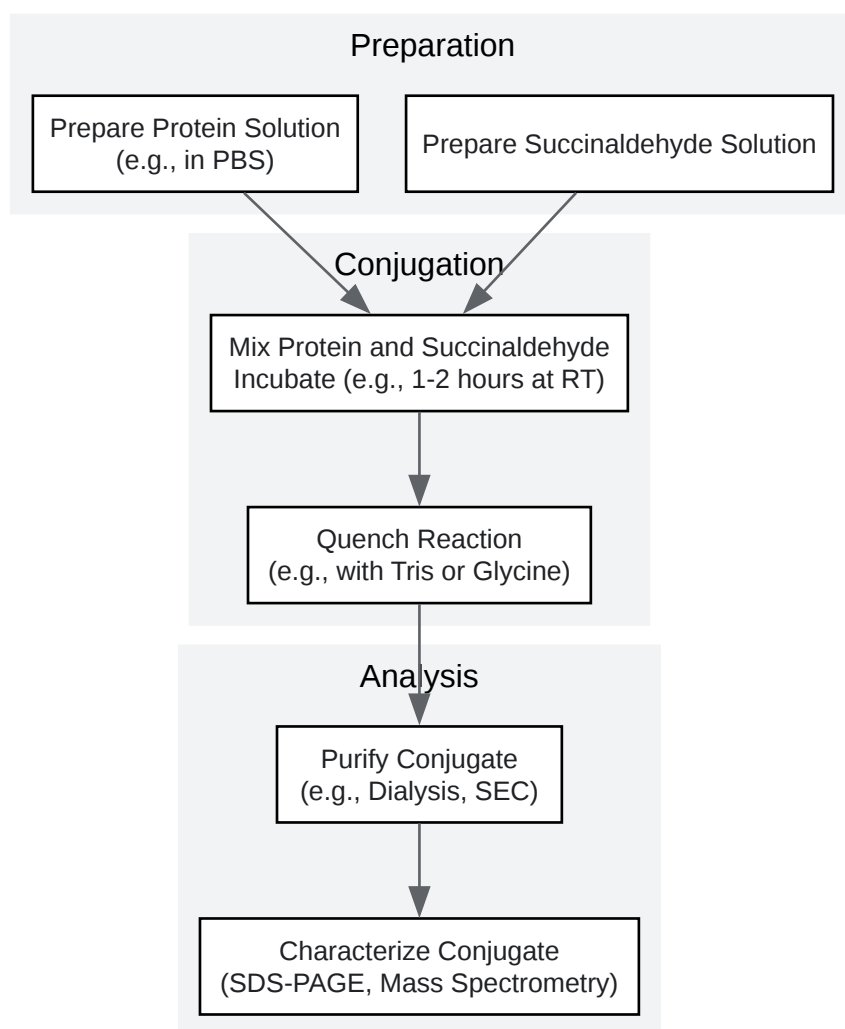 Preparation
Prepare Protein Solution
(e.g., in PBS)
Prepare Succinaldehyde Solution
Conjugation
Mix Protein and Succinaldehyde
Incubate (e.g., 1-2 hours at RT)
Quench Reaction
(e.g., with Tris or Glycine)
Analysis
Purify Conjugate
(e.g., Dialysis, SEC)
Characterize Conjugate
(SDS-PAGE, Mass Spectrometry)